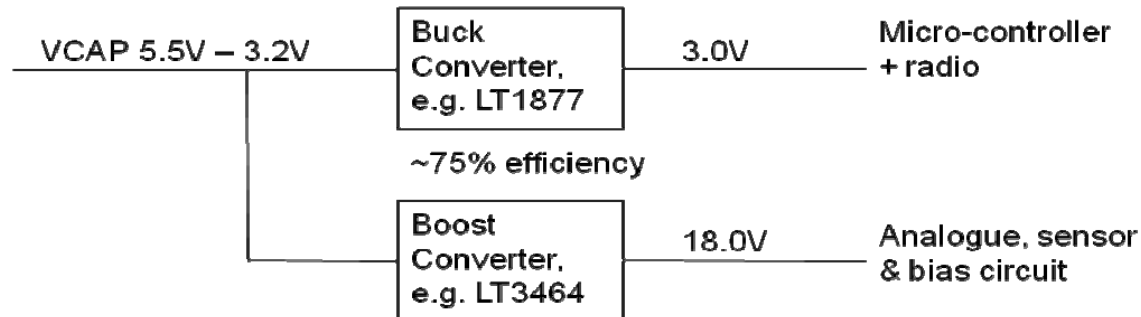 VCAP 5.5V – 3.2V
Buck
Converter,
e.g. LT1877
3.0V
Micro-controller
+ radio
~75% efficiency
Boost
Converter,
e.g. LT3464
18.0V
Analogue, sensor
& bias circuit